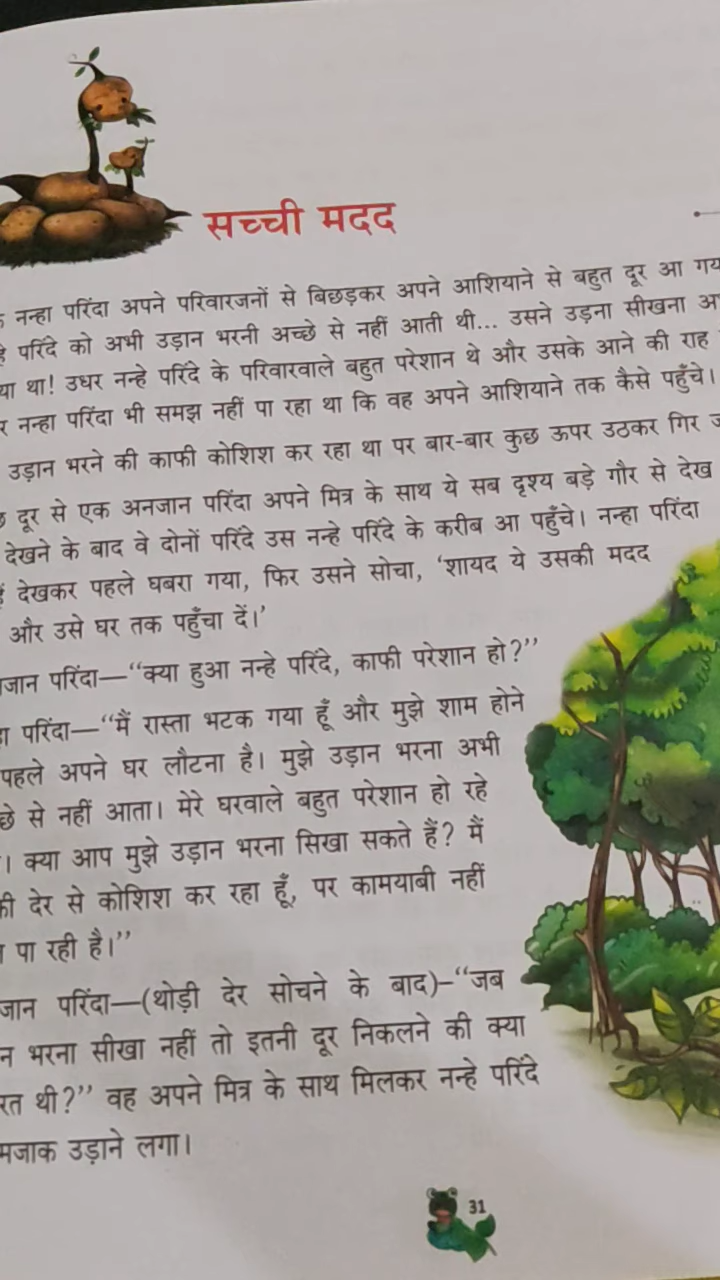 सच्ची मदद
नन्हा परिंदा अपने परिवारजनों से बिछड़कर अपने आशियाने से बहुत दूर आ गय
परिंदे को अभी उड़ान भरनी अच्छे से नहीं आती थी... उसने उड़ना सीखना
या था! उधर नन्हे परिंदे के परिवारवाले बहुत परेशान थे और उसके आने की राह
र नन्हा परिंदा भी समझ नहीं पा रहा था कि वह अपने आशियाने तक कैसे पहुँचे।
उड़ान भरने की काफी कोशिश कर रहा था पर बार-बार कुछ ऊपर उठकर गिर
दूर से एक अनजान परिंदा अपने मित्र के साथ ये सब दृश्य बड़े गौर से देख
देखने के बाद वे दोनों परिंदे उस नन्हे परिंदे के करीब आ पहुँचे। नन्हा परिंदा
देखकर पहले घबरा गया, फिर उसने सोचा, ‘शायद ये उसकी मदद
और उसे घर तक पहुँचा दें।’
जान परिंदा—“क्या हुआ नन्हे परिंदे, काफी परेशान हो?”
परिंदा—“मैं रास्ता भटक गया हूँ और मुझे शाम होने
पहले अपने घर लौटना है। मुझे उड़ान भरना अभी
छे से नहीं आता। मेरे घरवाले बहुत परेशान हो रहे
। क्या आप मुझे उड़ान भरना सिखा सकते हैं? मैं
की देर से कोशिश कर रहा हूँ, पर कामयाबी नहीं
पा रही है।”
जान परिंदा—(थोड़ी देर सोचने के बाद)–“जब
न भरना सीखा नहीं तो इतनी दूर निकलने की क्या
रत थी?” वह अपने मित्र के साथ मिलकर नन्हे परिंदे
मजाक उड़ाने लगा।
31